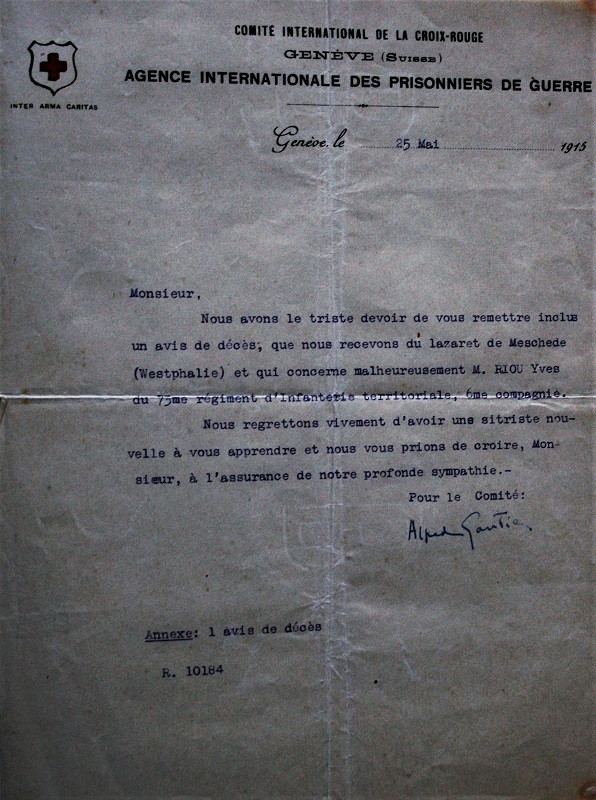 COMITÉ INTERNATIONAL DE LA CROIX-ROUGE
GENÈVE (SUISSE)
AGENCE INTERNATIONALE DES PRISONNIERS DE GUERRE
INTER ARMA CARITAS
Genève, le 25 Mai 1915
Monsieur,
Nous avons le triste devoir de vous remettre inclus
un avis de décès, que nous recevons du lazaret de Meschede
(Westphalie) et qui concerne malheureusement M. RIOU Yves
du 75me régiment d'Infanterie territoriale, 6me compagnie.
Nous regrettons vivement d'avoir une sitriste nou-
velle à vous apprendre et nous vous prions de croire, Mon-
sieur, à l'assurance de notre profonde sympathie.-
Pour le Comité:
Alfred Gautier
Annexe: 1 avis de décès
R. 10184